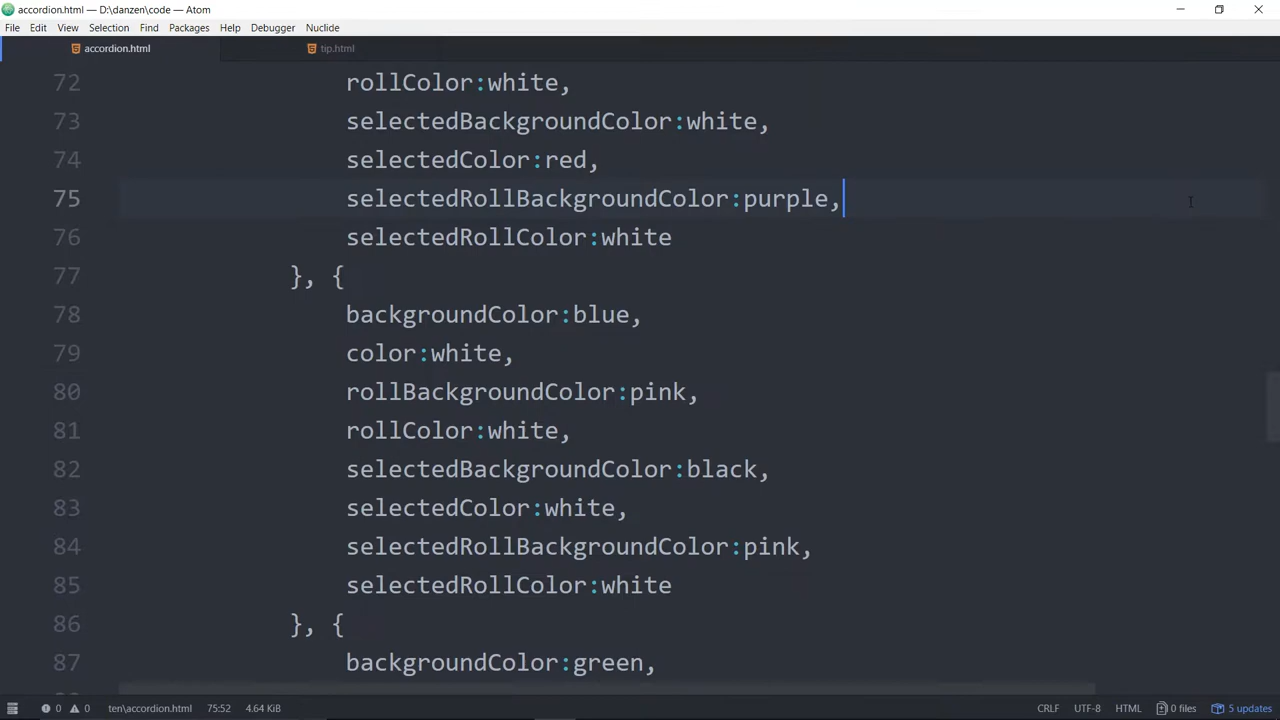 accordion.html — D:\danzen\code — Atom
File Edit View Selection Find Packages Help Debugger Nuclide
accordion.html tip.html
72 rollColor:white,
73 selectedBackgroundColor:white,
74 selectedColor:red,
75 selectedRollBackgroundColor:purple,
76 selectedRollColor:white
77 }, {
78 backgroundColor:blue,
79 color:white,
80 rollBackgroundColor:pink,
81 rollColor:white,
82 selectedBackgroundColor:black,
83 selectedColor:white,
84 selectedRollBackgroundColor:pink,
85 selectedRollColor:white
86 }, {
87 backgroundColor:green,
0 0 ten\accordion.html 75:52 4.64 KiB CRLF UTF-8 HTML 0 files 5 updates